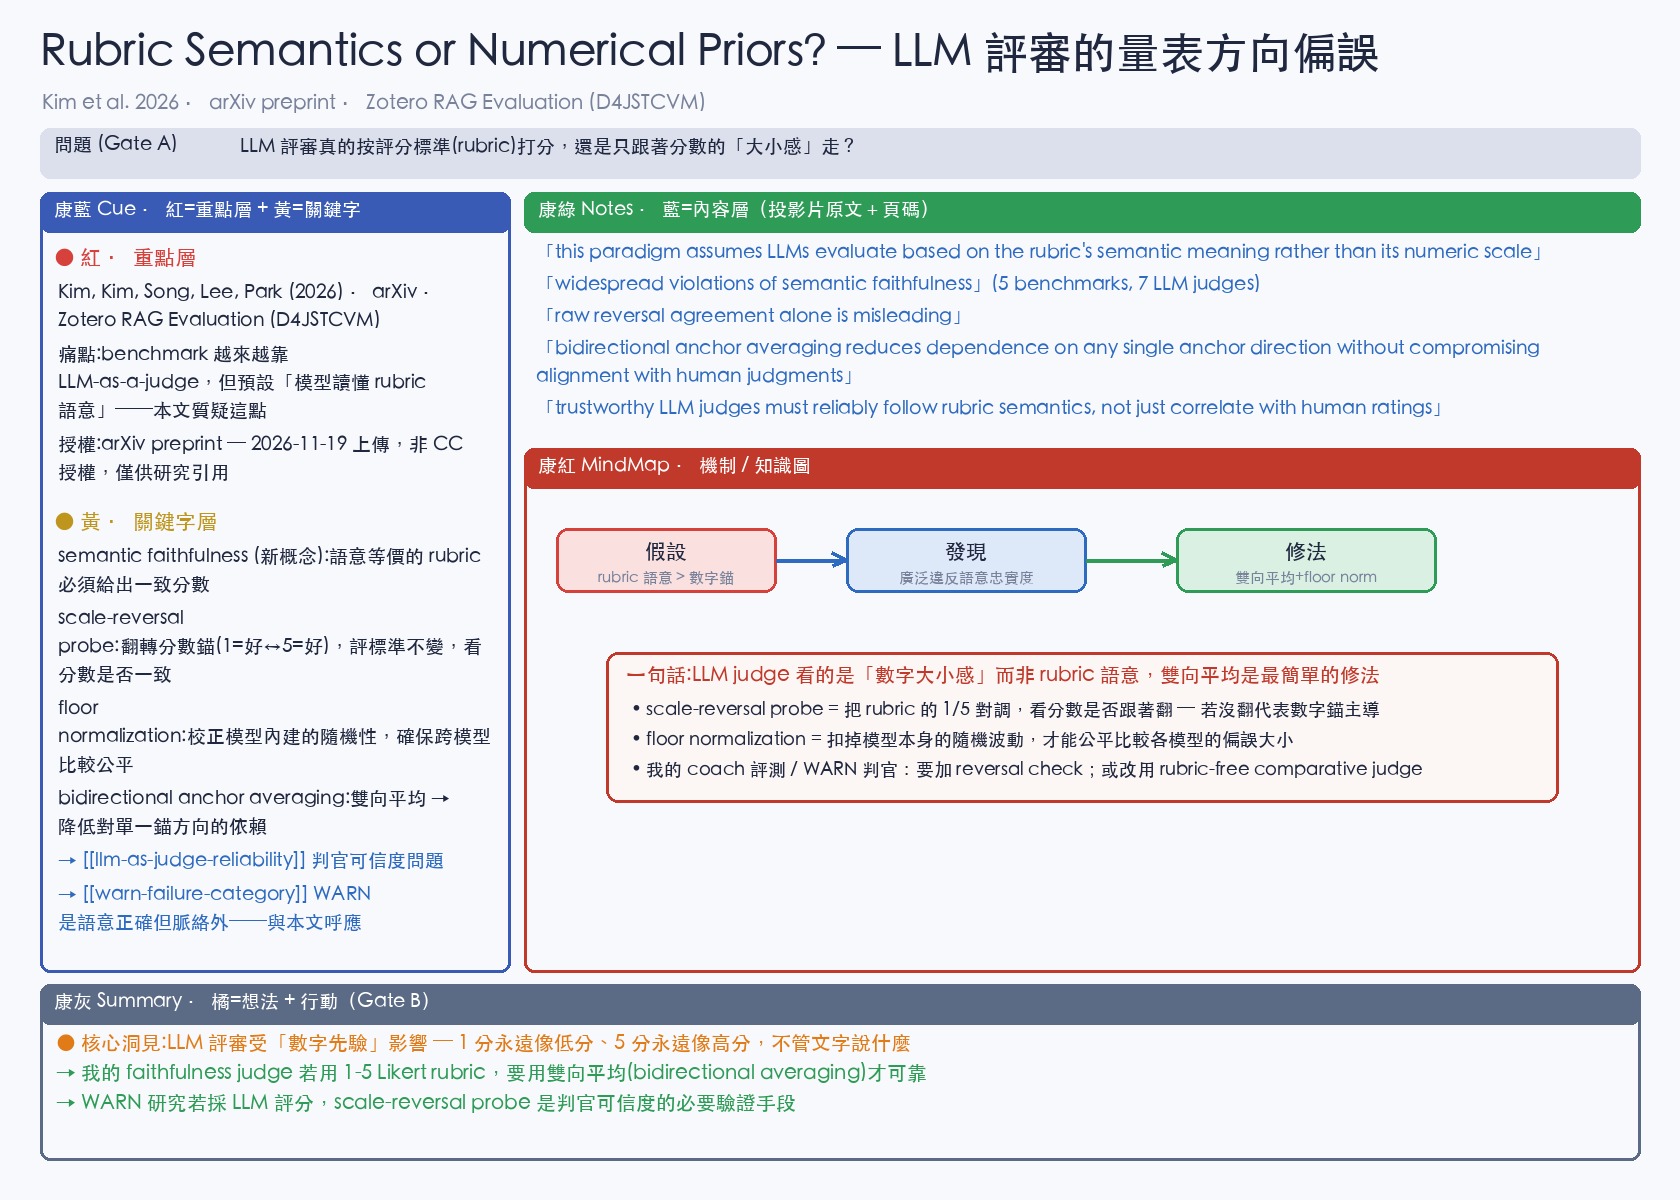 Rubric Semantics or Numerical Priors? — LLM 評審的量表方向偏誤
Kim et al. 2026 · arXiv preprint · Zotero RAG Evaluation (D4JSTCVM)
問題 (Gate A) LLM 評審真的按評分標準(rubric)打分，還是只跟著分數的「大小感」走？
康藍 Cue · 紅=重點層 + 黃=關鍵字
● 紅 · 重點層
Kim, Kim, Song, Lee, Park (2026) · arXiv ·
Zotero RAG Evaluation (D4JSTCVM)
痛點:benchmark 越來越靠
LLM-as-a-judge，但預設「模型讀懂 rubric
語意」——本文質疑這點
授權:arXiv preprint — 2026-11-19 上傳，非 CC
授權，僅供研究引用
● 黃 · 關鍵字層
semantic faithfulness (新概念):語意等價的 rubric
必須給出一致分數
scale-reversal
probe:翻轉分數錨(1=好↔5=好)，評標準不變，看
分數是否一致
floor
normalization:校正模型內建的隨機性，確保跨模型
比較公平
bidirectional anchor averaging:雙向平均 →
降低對單一錨方向的依賴
→ [[llm-as-judge-reliability]] 判官可信度問題
→ [[warn-failure-category]] WARN
是語意正確但脈絡外——與本文呼應
康綠 Notes · 藍=內容層（投影片原文 + 頁碼）
「this paradigm assumes LLMs evaluate based on the rubric's semantic meaning rather than its numeric scale」
「widespread violations of semantic faithfulness」(5 benchmarks, 7 LLM judges)
「raw reversal agreement alone is misleading」
「bidirectional anchor averaging reduces dependence on any single anchor direction without compromising
alignment with human judgments」
「trustworthy LLM judges must reliably follow rubric semantics, not just correlate with human ratings」
康紅 MindMap · 機制 / 知識圖
假設
rubric 語意 > 數字錨
發現
廣泛違反語意忠實度
修法
雙向平均+floor norm
一句話:LLM judge 看的是「數字大小感」而非 rubric 語意，雙向平均是最簡單的修法
• scale-reversal probe = 把 rubric 的 1/5 對調，看分數是否跟著翻 — 若沒翻代表數字錨主導
• floor normalization = 扣掉模型本身的隨機波動，才能公平比較各模型的偏誤大小
• 我的 coach 評測 / WARN 判官：要加 reversal check；或改用 rubric-free comparative judge
康灰 Summary · 橘=想法 + 行動（Gate B）
● 核心洞見:LLM 評審受「數字先驗」影響 — 1 分永遠像低分、5 分永遠像高分，不管文字說什麼
→ 我的 faithfulness judge 若用 1-5 Likert rubric，要用雙向平均(bidirectional averaging)才可靠
→ WARN 研究若採 LLM 評分，scale-reversal probe 是判官可信度的必要驗證手段